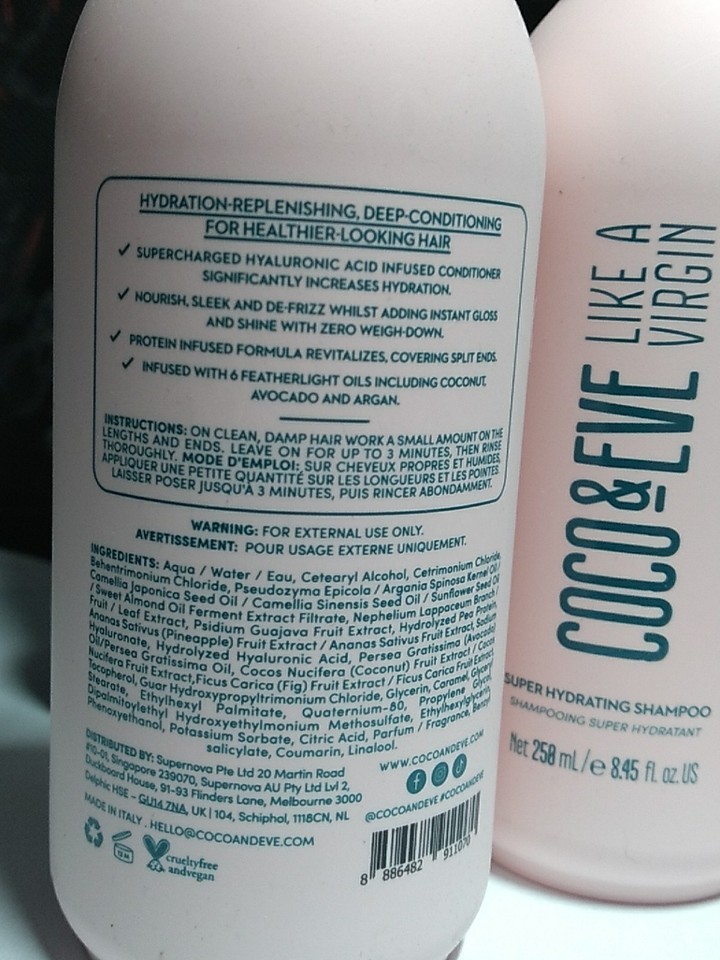 HYDRATION-REPLENISHING, DEEP-CONDITIONING
FOR HEALTHIER-LOOKING HAIR
✓ SUPERCHARGED HYALURONIC ACID INFUSED CONDITIONER
SIGNIFICANTLY INCREASES HYDRATION.
✓ NOURISH, SLEEK AND DE-FRIZZ WHILST ADDING INSTANT GLOSS
AND SHINE WITH ZERO WEIGH-DOWN.
✓ PROTEIN INFUSED FORMULA REVITALIZES, COVERING SPLIT ENDS.
✓ INFUSED WITH 6 FEATHERLIGHT OILS INCLUDING COCONUT,
AVOCADO AND ARGAN.
INSTRUCTIONS: ON CLEAN, DAMP HAIR WORK A SMALL AMOUNT ON THE
LENGTHS AND ENDS. LEAVE ON FOR UP TO 3 MINUTES, THEN RINSE
THOROUGHLY. MODE D'EMPLOI: SUR CHEVEUX PROPRES ET HUMIDES,
APPLIQUER UNE PETITE QUANTITÉ SUR LES LONGUEURS ET LES POINTES.
LAISSER POSER JUSQU'À 3 MINUTES, PUIS RINCER ABONDAMMENT.
WARNING: FOR EXTERNAL USE ONLY.
AVERTISSEMENT: POUR USAGE EXTERNE UNIQUEMENT.
INGREDIENTS: Aqua / Water / Eau, Cetearyl Alcohol, Cetrimonium Chloride,
Behentrimonium Chloride, Pseudozyma Epicola / Argania Spinosa Kernel Oil /
Camellia Japonica Seed Oil / Camellia Sinensis Seed Oil / Sunflower Seed Oil
/ Sweet Almond Oil Ferment Extract Filtrate, Nephelium Lappaceum Branch /
Fruit / Leaf Extract, Psidium Guajava Fruit Extract, Hydrolyzed Pea Protein,
Ananas Sativus (Pineapple) Fruit Extract / Ananas Sativus Fruit Extract, Sodium
Hyaluronate, Hydrolyzed Hyaluronic Acid, Persea Gratissima (Avocado)
Oil/Persea Gratissima Oil, Cocos Nucifera (Coconut) Fruit Extract / Cocos
Nucifera Fruit Extract, Ficus Carica (Fig) Fruit Extract / Ficus Carica Fruit Extract,
Tocopherol, Guar Hydroxypropyltrimonium Chloride, Glycerin, Caramel, Glyceryl
Stearate, Ethylhexyl Palmitate, Quaternium-80, Propylene Glycol,
Dipalmitoylethyl Hydroxyethylmonium Methosulfate, Ethylhexylglycerin,
Phenoxyethanol, Potassium Sorbate, Citric Acid, Parfum / Fragrance, Benzyl
salicylate, Coumarin, Linalool.
DISTRIBUTED BY: Supernova Pte Ltd 20 Martin Road
#10-01, Singapore 239070, Supernova AU Pty Ltd Lvl 2,
Duckboard House, 91-93 Flinders Lane, Melbourne 3000
Delphic HSE - GU14 7NA, UK | 104, Schiphol, 1118CN, NL
MADE IN ITALY . HELLO@COCOANDEVE.COM
WWW.COCOANDEVE.COM
@COCOANDEVE #COCOANDEVE
12 M
crueltyfree
andvegan
8 886482 911070
COCO & EVE
LIKE A
VIRGIN
SUPER HYDRATING SHAMPOO
SHAMPOOING SUPER HYDRATANT
Net 250 mL / e 8.45 fl. oz. US